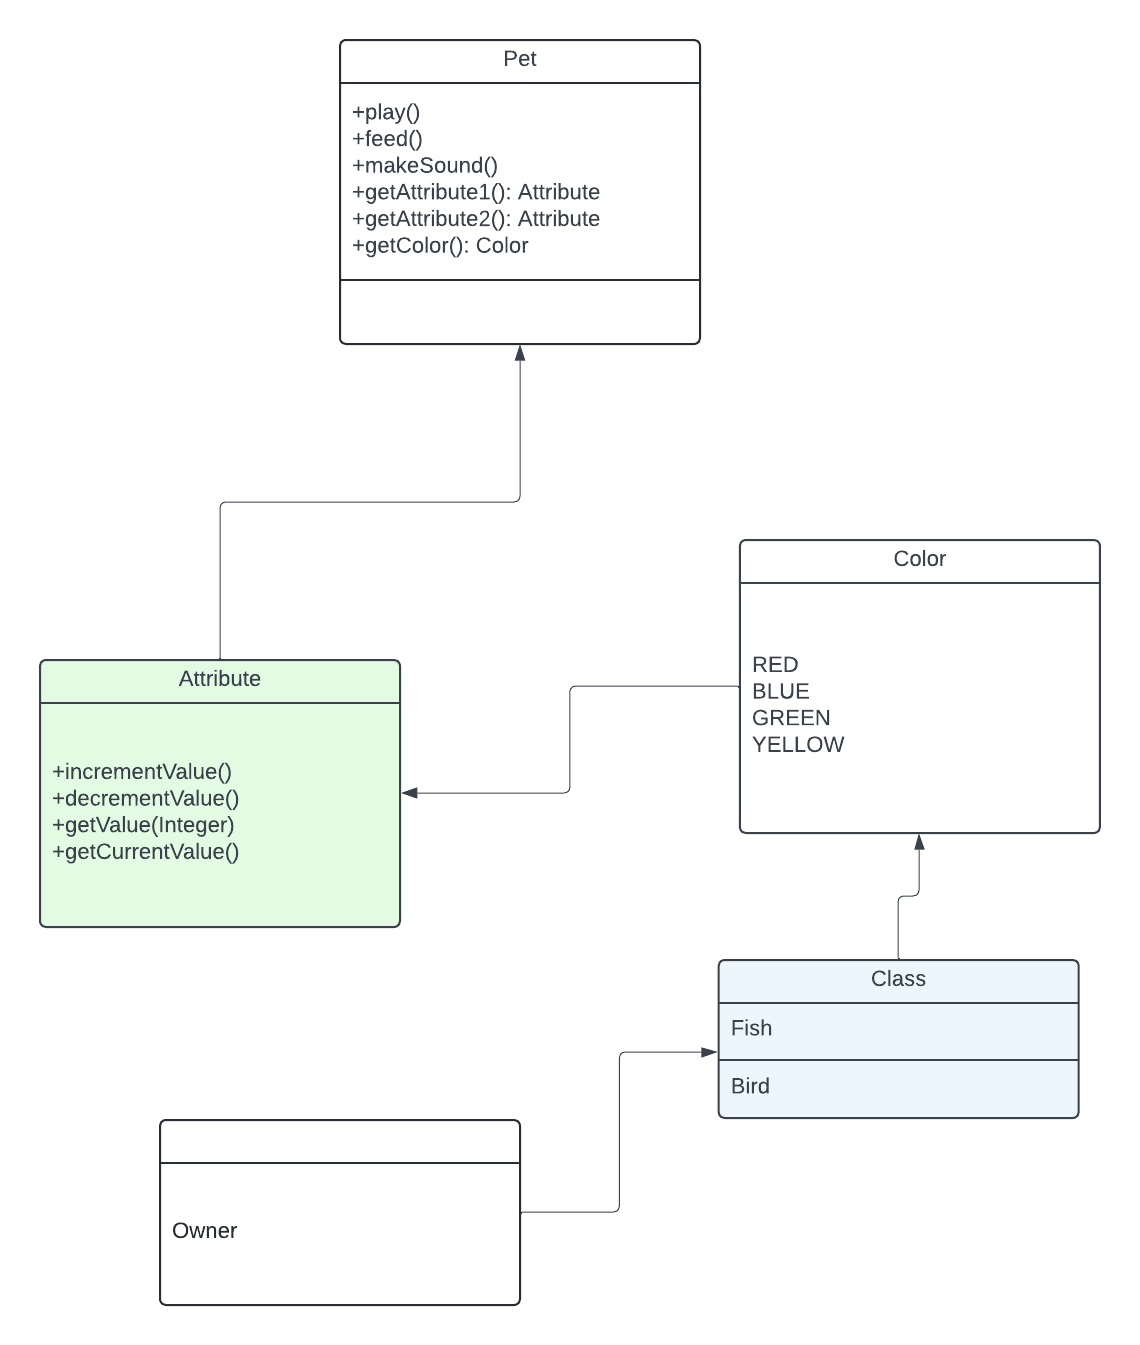 Pet
+play()
+feed()
+makeSound()
+getAttribute1(): Attribute
+getAttribute2(): Attribute
+getColor(): Color
Color
RED
BLUE
GREEN
YELLOW
Attribute
+incrementValue()
+decrementValue()
+getValue(Integer)
+getCurrentValue()
Class
Fish
Bird
Owner